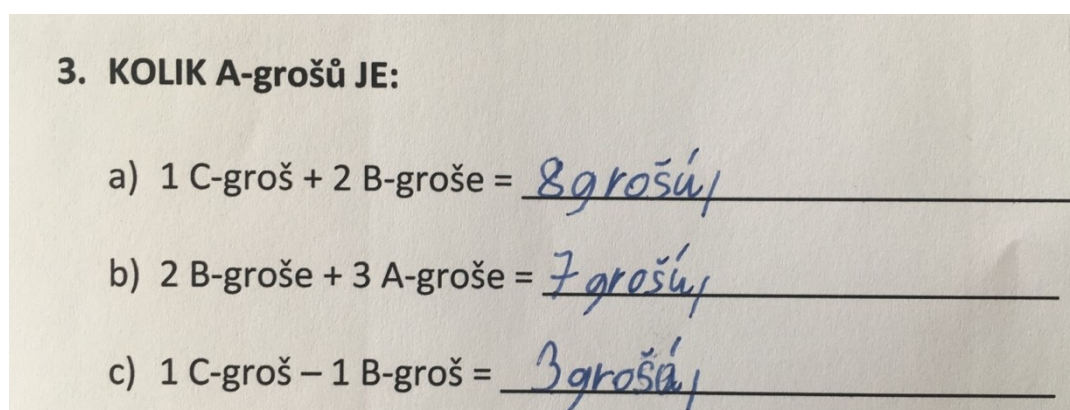 3. KOLIK A-grošů JE:
a) 1 C-groš + 2 B-groše = 8 grošů
b) 2 B-groše + 3 A-groše = 7 grošů
c) 1 C-groš – 1 B-groš = 3 grošů